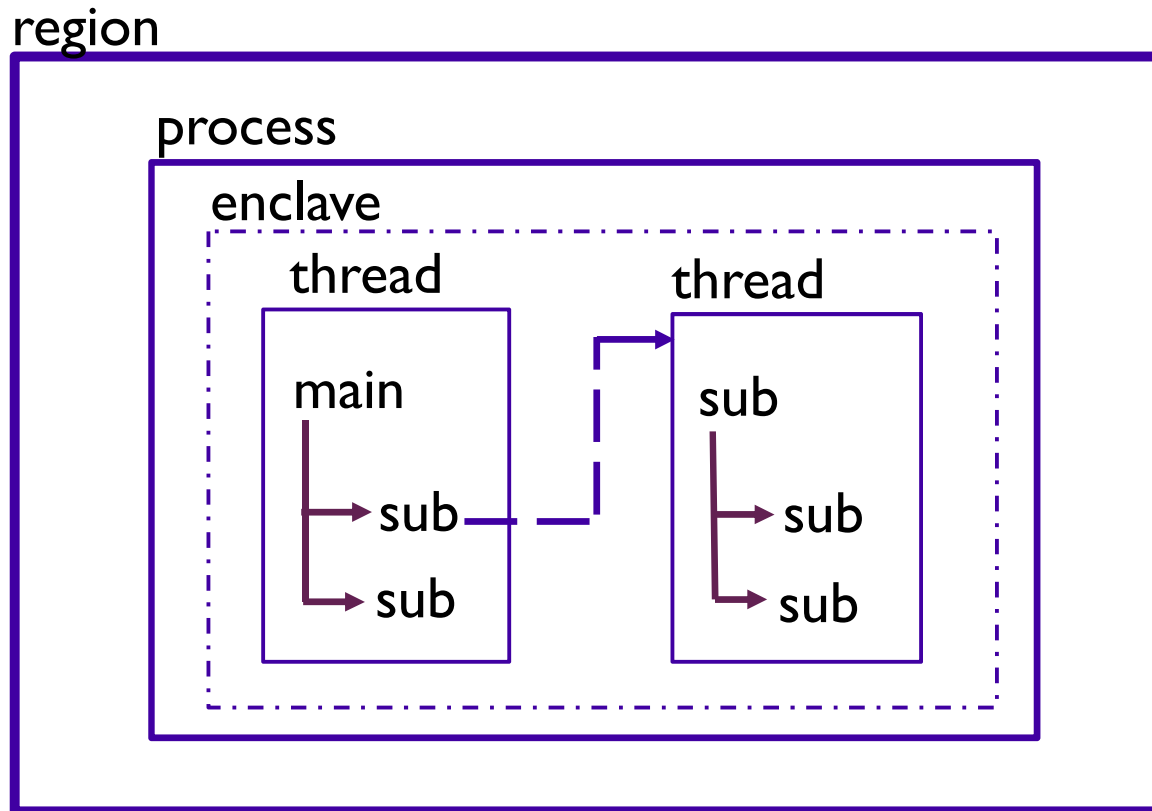 region
process
enclave
thread
thread
main
sub
sub
sub
sub
sub